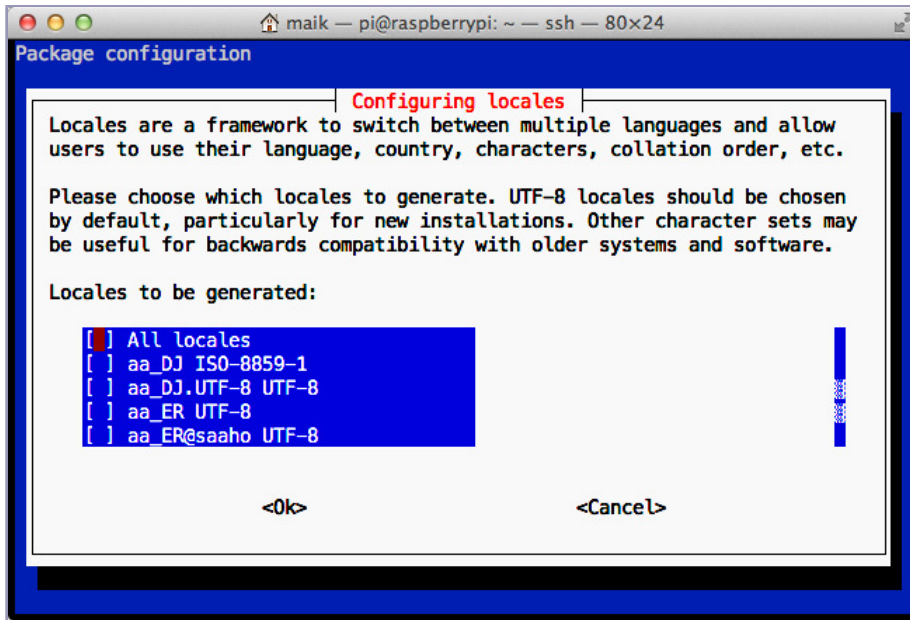 maik — pi@raspberrypi: ~ — ssh — 80×24
Package configuration
Configuring locales
Locales are a framework to switch between multiple languages and allow
users to use their language, country, characters, collation order, etc.
Please choose which locales to generate. UTF-8 locales should be chosen
by default, particularly for new installations. Other character sets may
be useful for backwards compatibility with older systems and software.
Locales to be generated:
[ ] All locales
[ ] aa_DJ ISO-8859-1
[ ] aa_DJ.UTF-8 UTF-8
[ ] aa_ER UTF-8
[ ] aa_ER@saaho UTF-8
<Ok> <Cancel>